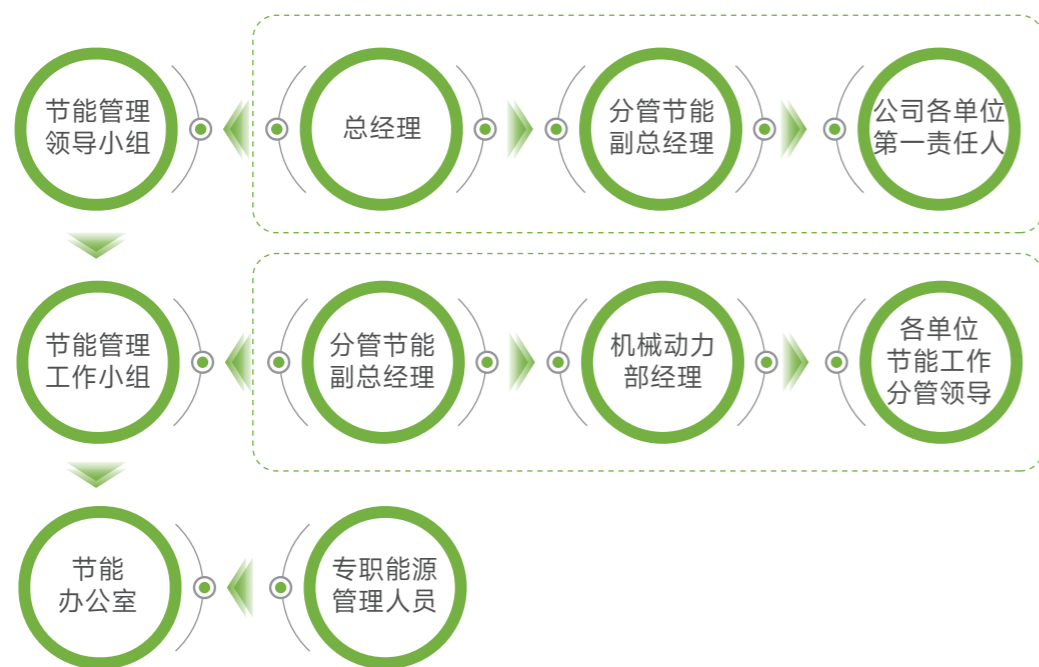 节能管理
领导小组
总经理
分管节能
副总经理
公司各单位
第一责任人
节能管理
工作小组
分管节能
副总经理
机械动力
部经理
各单位
节能工作
分管领导
节能
办公室
专职能源
管理人员